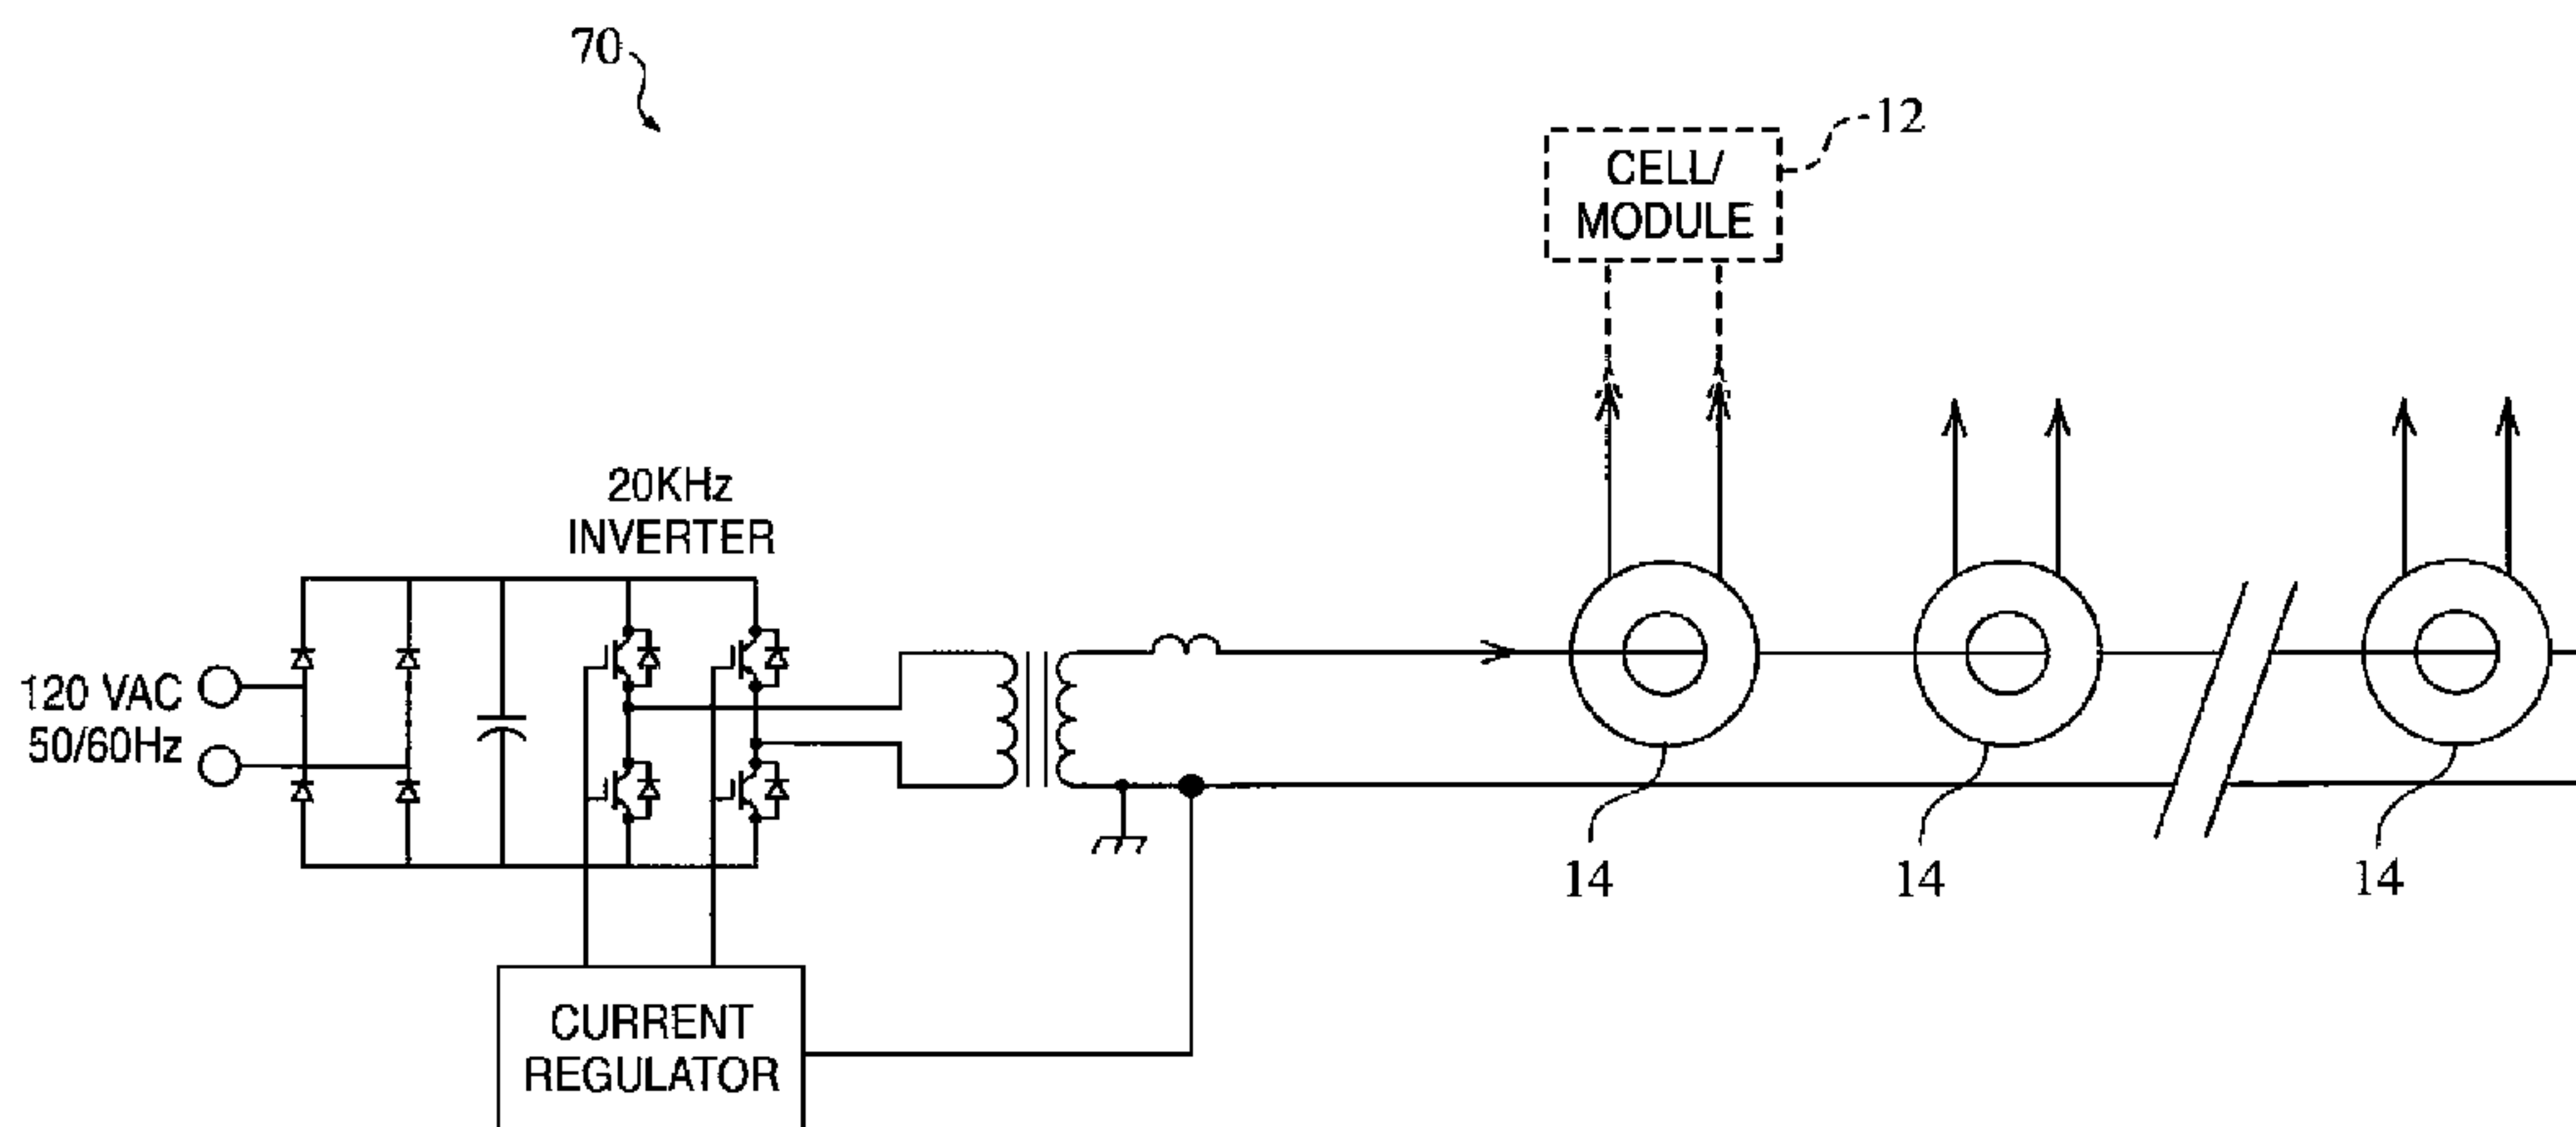 70
12
CELL/
MODULE
20KHz
INVERTER
120 VAC
50/60Hz
14
14
14
CURRENT
REGULATOR